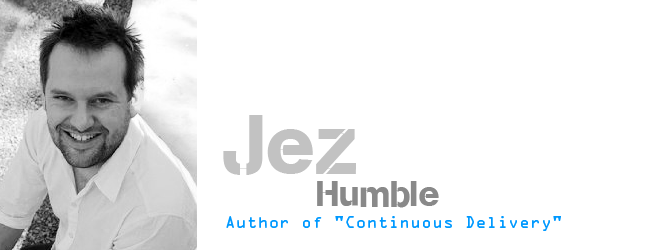 Jez
Humble
Author of "Continuous Delivery"